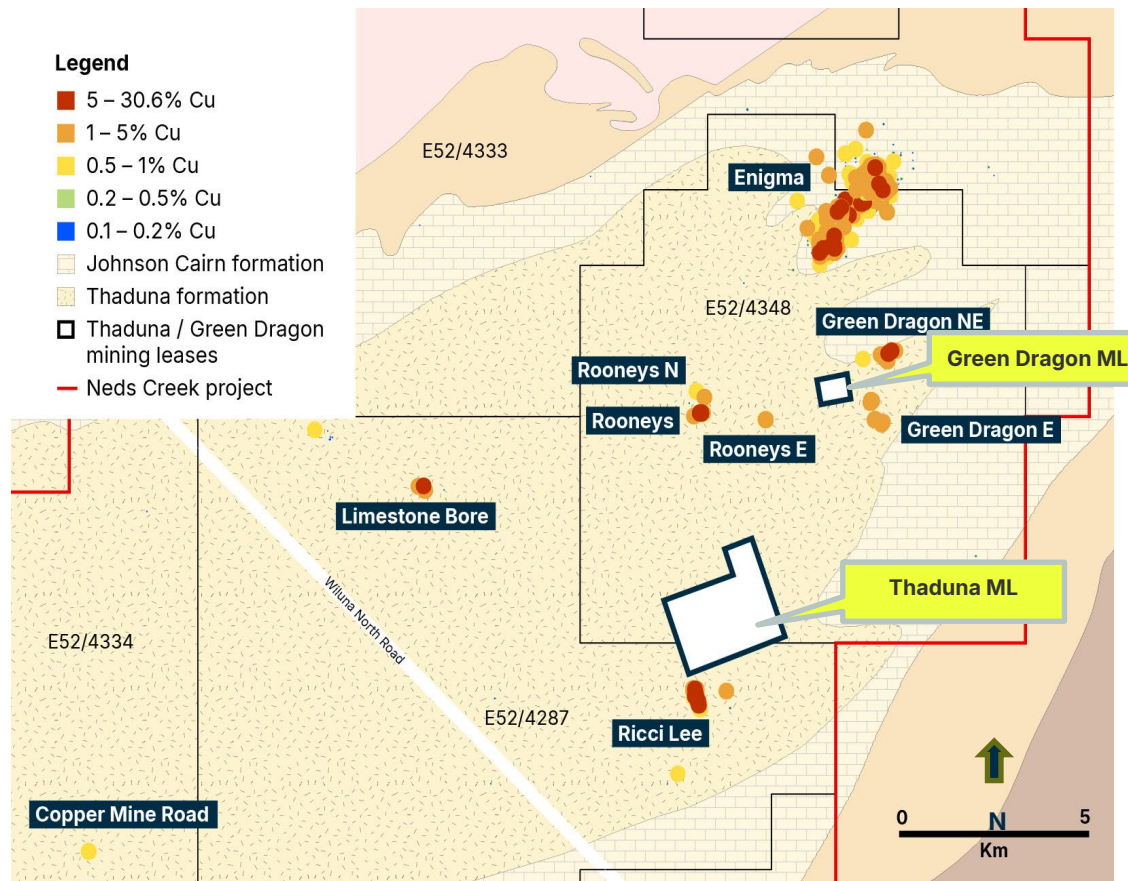 Legend
5 – 30.6% Cu
1 – 5% Cu
0.5 – 1% Cu
0.2 – 0.5% Cu
0.1 – 0.2% Cu
Johnson Cairn formation
Thaduna formation
Thaduna / Green Dragon
mining leases
Neds Creek project
E52/4333
Enigma
E52/4348
Green Dragon NE
Green Dragon ML
Rooneys N
Rooneys
Rooneys E
Green Dragon E
Limestone Bore
Wiluna North Road
Thaduna ML
E52/4334
E52/4287
Ricci Lee
Copper Mine Road
0 N 5
Km